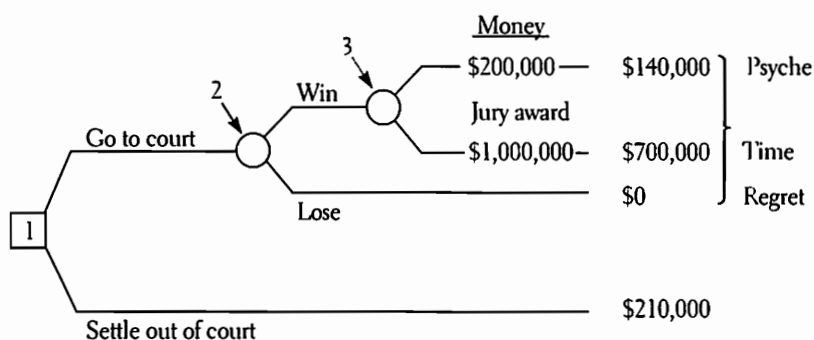 Money
3
$200,000 $140,000 Psyche
2
Win
Jury award
Go to court
$1,000,000 $700,000 Time
$0 Regret
Lose
1
$210,000
Settle out of court